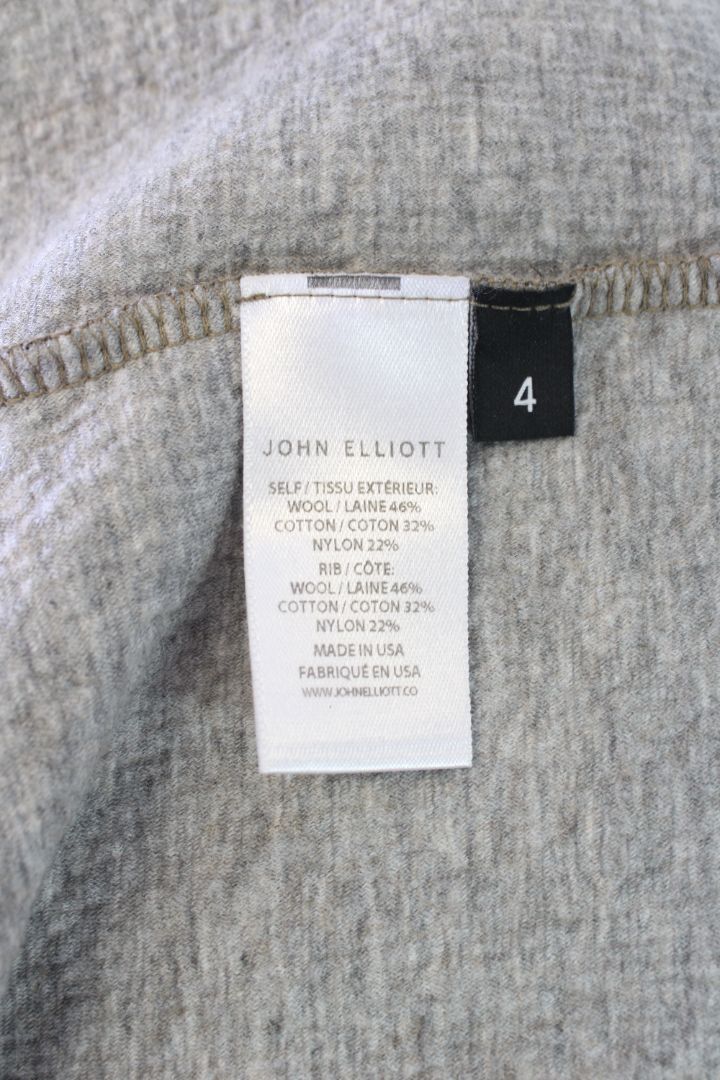 JOHN ELLIOTT
SELF / TISSU EXTÉRIEUR:
WOOL / LAINE 46%
COTTON / COTON 32%
NYLON 22%
RIB / CÔTE:
WOOL / LAINE 46%
COTTON / COTON 32%
NYLON 22%
MADE IN USA
FABRIQUÉ EN USA
WWW.JOHNELLIOTT.CO
4